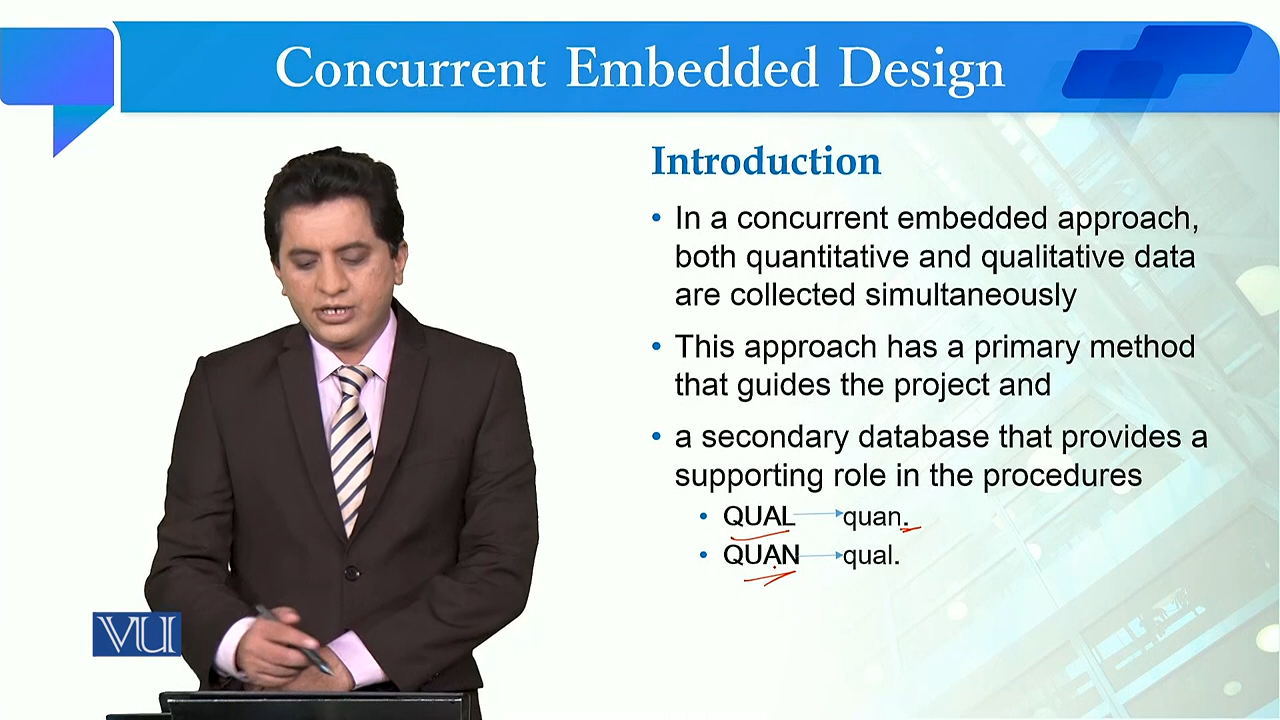 Concurrent Embedded Design
Introduction
• In a concurrent embedded approach,
both quantitative and qualitative data
are collected simultaneously
• This approach has a primary method
that guides the project and
• a secondary database that provides a
supporting role in the procedures
• QUAL → quan.
• QUAN → qual.
VU